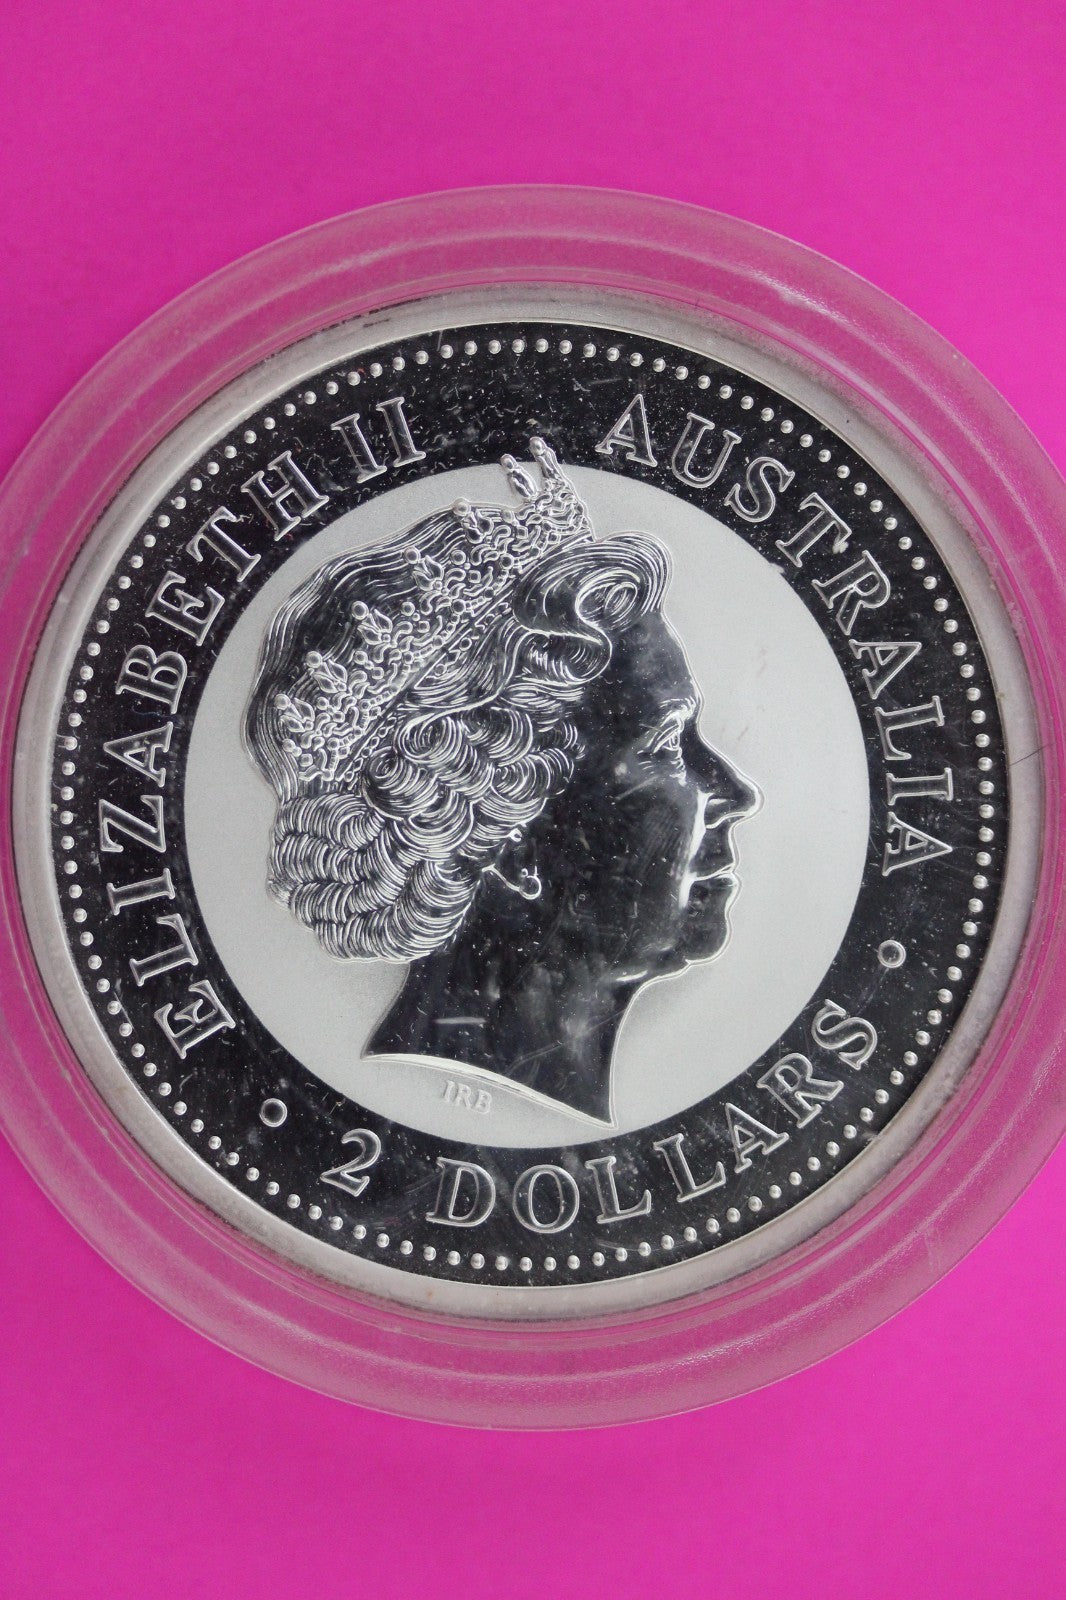 ELIZABETH II
AUSTRALIA
2 DOLLARS
IRB